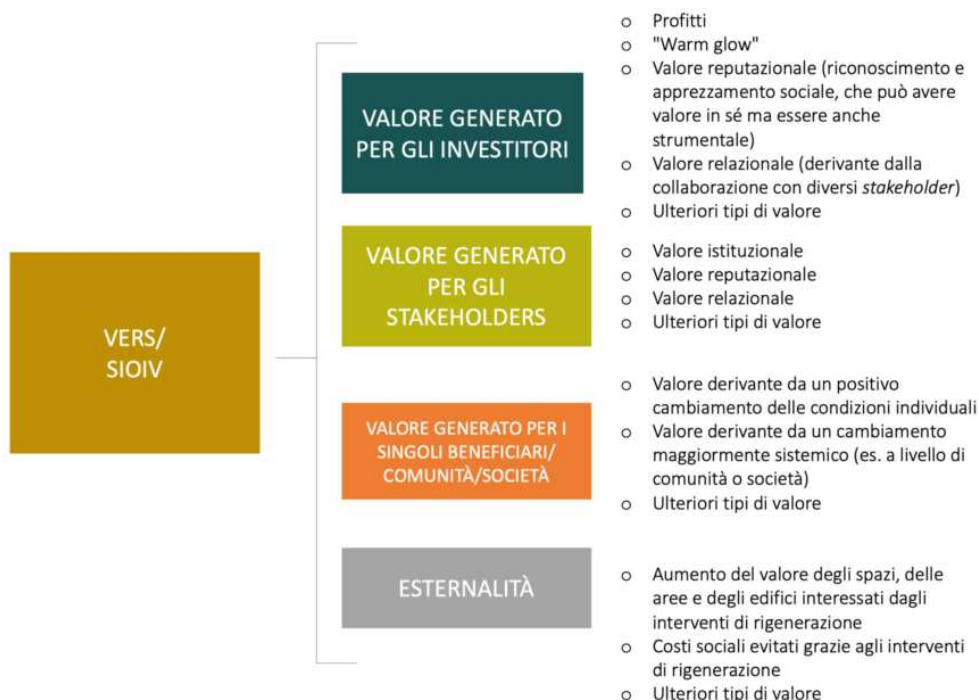 VERS/
SIOIV
VALORE GENERATO
PER GLI INVESTITORI
o Profitti
o "Warm glow"
o Valore reputazionale (riconoscimento e
apprezzamento sociale, che può avere
valore in sé ma essere anche
strumentale)
o Valore relazionale (derivante dalla
collaborazione con diversi stakeholder)
o Ulteriori tipi di valore
VALORE GENERATO
PER GLI
STAKEHOLDERS
o Valore istituzionale
o Valore reputazionale
o Valore relazionale
o Ulteriori tipi di valore
VALORE GENERATO PER I
SINGOLI BENEFICIARI/
COMUNITÀ/SOCIETÀ
o Valore derivante da un positivo
cambiamento delle condizioni individuali
o Valore derivante da un cambiamento
maggiormente sistemico (es. a livello di
comunità o società)
o Ulteriori tipi di valore
ESTERNALITÀ
o Aumento del valore degli spazi, delle
aree e degli edifici interessati dagli
interventi di rigenerazione
o Costi sociali evitati grazie agli interventi
di rigenerazione
o Ulteriori tipi di valore